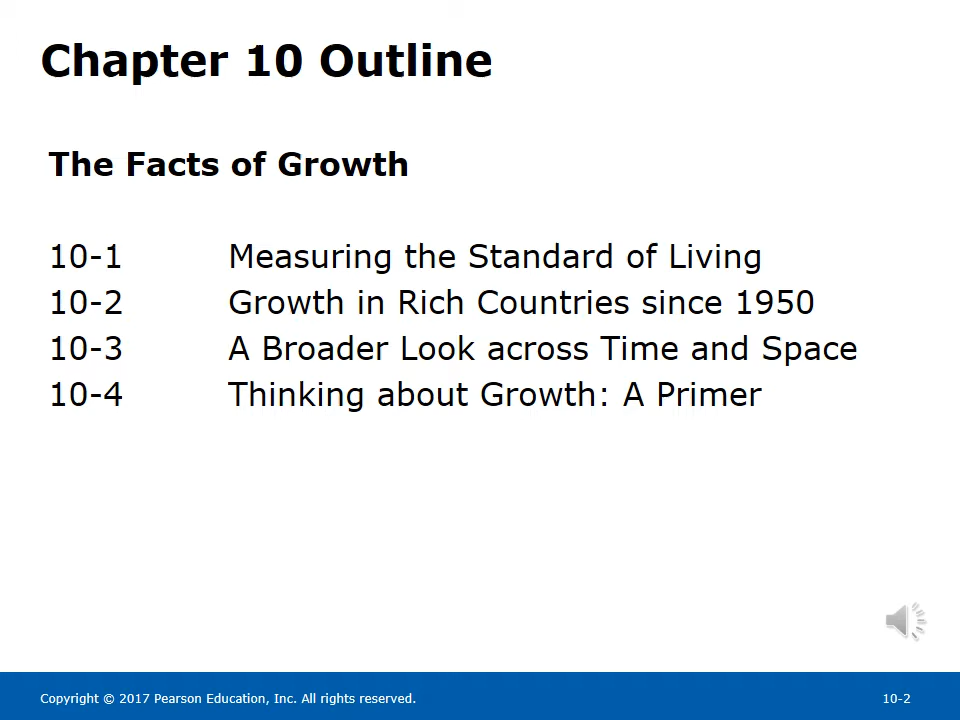 Chapter 10 Outline
The Facts of Growth
10-1 Measuring the Standard of Living
10-2 Growth in Rich Countries since 1950
10-3 A Broader Look across Time and Space
10-4 Thinking about Growth: A Primer
Copyright © 2017 Pearson Education, Inc. All rights reserved. 10-2